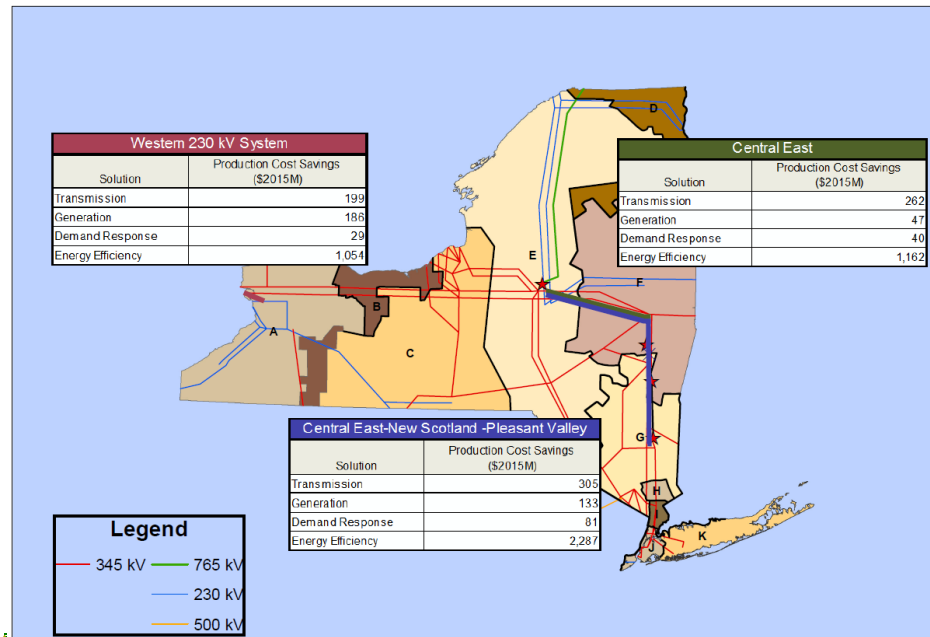 Western 230 kV System
Solution Production Cost Savings ($2015M)
Transmission 199
Generation 186
Demand Response 29
Energy Efficiency 1,054
Central East
Solution Production Cost Savings ($2015M)
Transmission 262
Generation 47
Demand Response 40
Energy Efficiency 1,162
D
E
F
B
A
C
G
H
I
J
K
Central East-New Scotland -Pleasant Valley
Solution Production Cost Savings ($2015M)
Transmission 305
Generation 133
Demand Response 81
Energy Efficiency 2,287
Legend
345 kV 765 kV
230 kV
500 kV